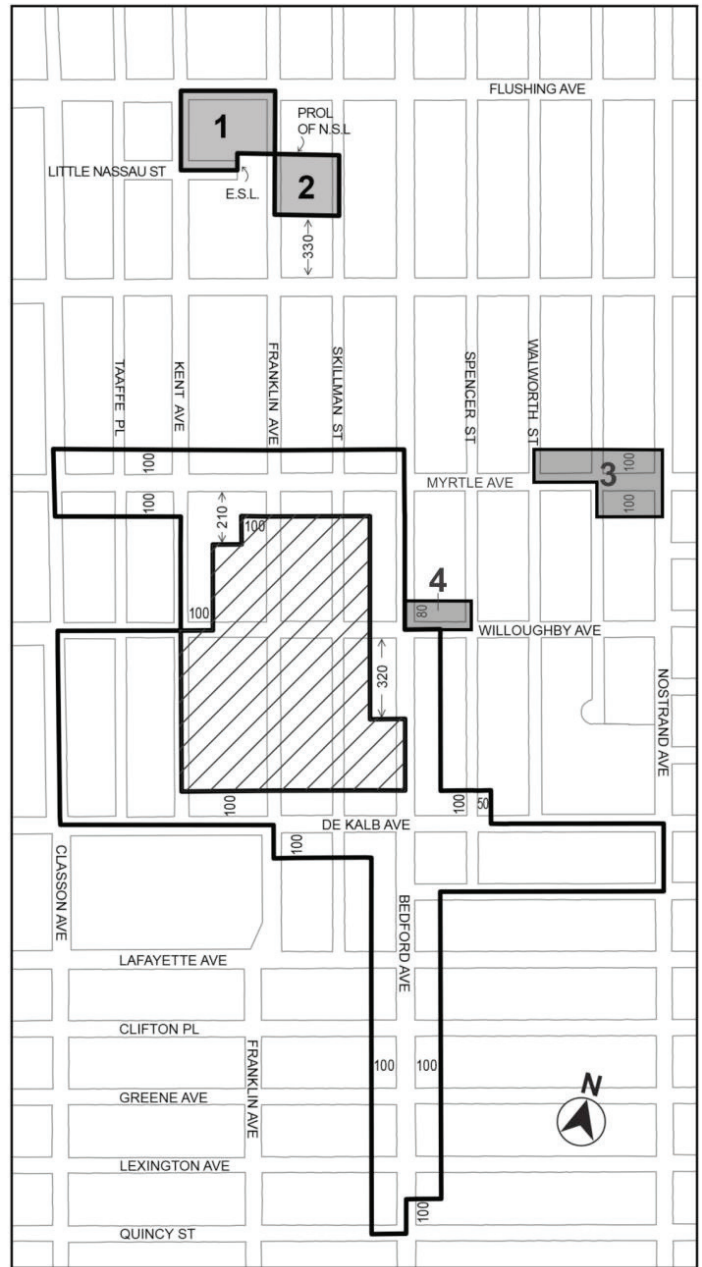 FLUSHING AVE
1
PROL
OF N.S.L
LITTLE NASSAU ST
E.S.L.
2
330
TAAFFE PL
KENT AVE
FRANKLIN AVE
SKILLMAN ST
SPENCER ST
WALWORTH ST
100
100
3
MYRTLE AVE
100
100
210
100
4
80
100
WILLOUGHBY AVE
320
NOSTRAND AVE
100
100
50
DE KALB AVE
100
CLASSON AVE
BEDFORD AVE
LAFAYETTE AVE
CLIFTON PL
FRANKLIN AVE
100
100
GREENE AVE
N
LEXINGTON AVE
100
QUINCY ST